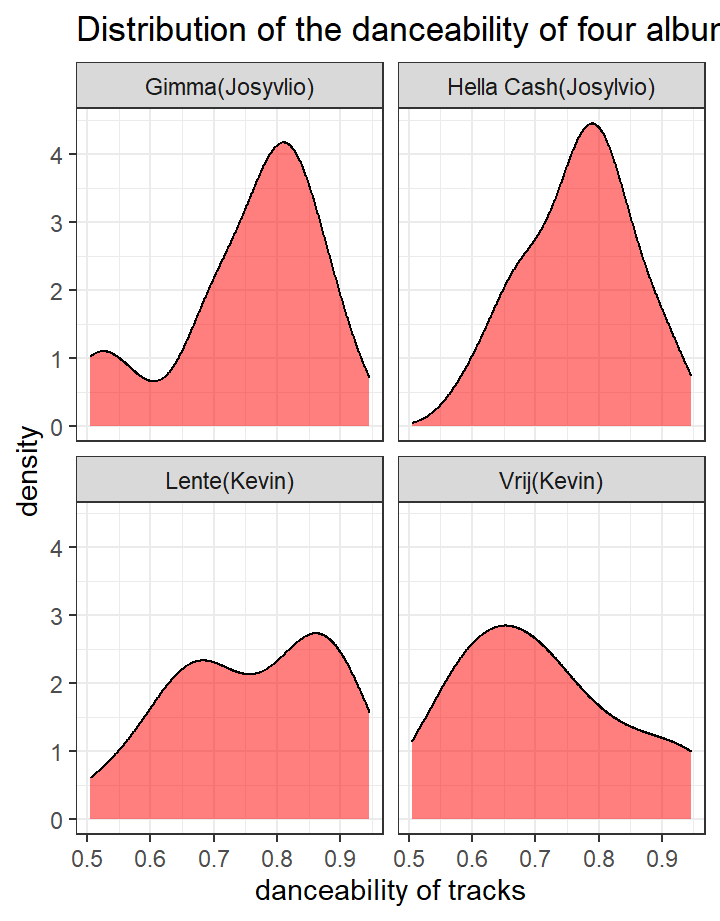 Distribution of the danceability of four
Gimma(Josyvlio)
Hella Cash(Josylvio)
4
3
2
1
0
Lente(Kevin)
Vrij(Kevin)
4
3
2
1
0
density
0.5 0.6 0.7 0.8 0.9 0.5 0.6 0.7 0.8 0.9
danceability of tracks